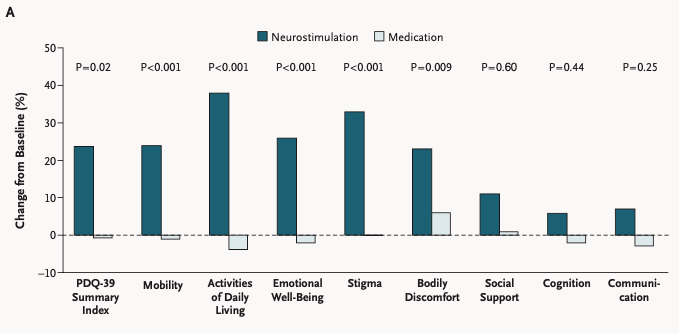 A
Neurostimulation Medication
50
40
30
20
10
0
−10
Change from Baseline (%)
P=0.02 P<0.001 P<0.001 P<0.001 P<0.001 P=0.009 P=0.60 P=0.44 P=0.25
PDQ-39
Summary
Index
Mobility
Activities
of Daily
Living
Emotional
Well-Being
Stigma
Bodily
Discomfort
Social
Support
Cognition
Communi-
cation